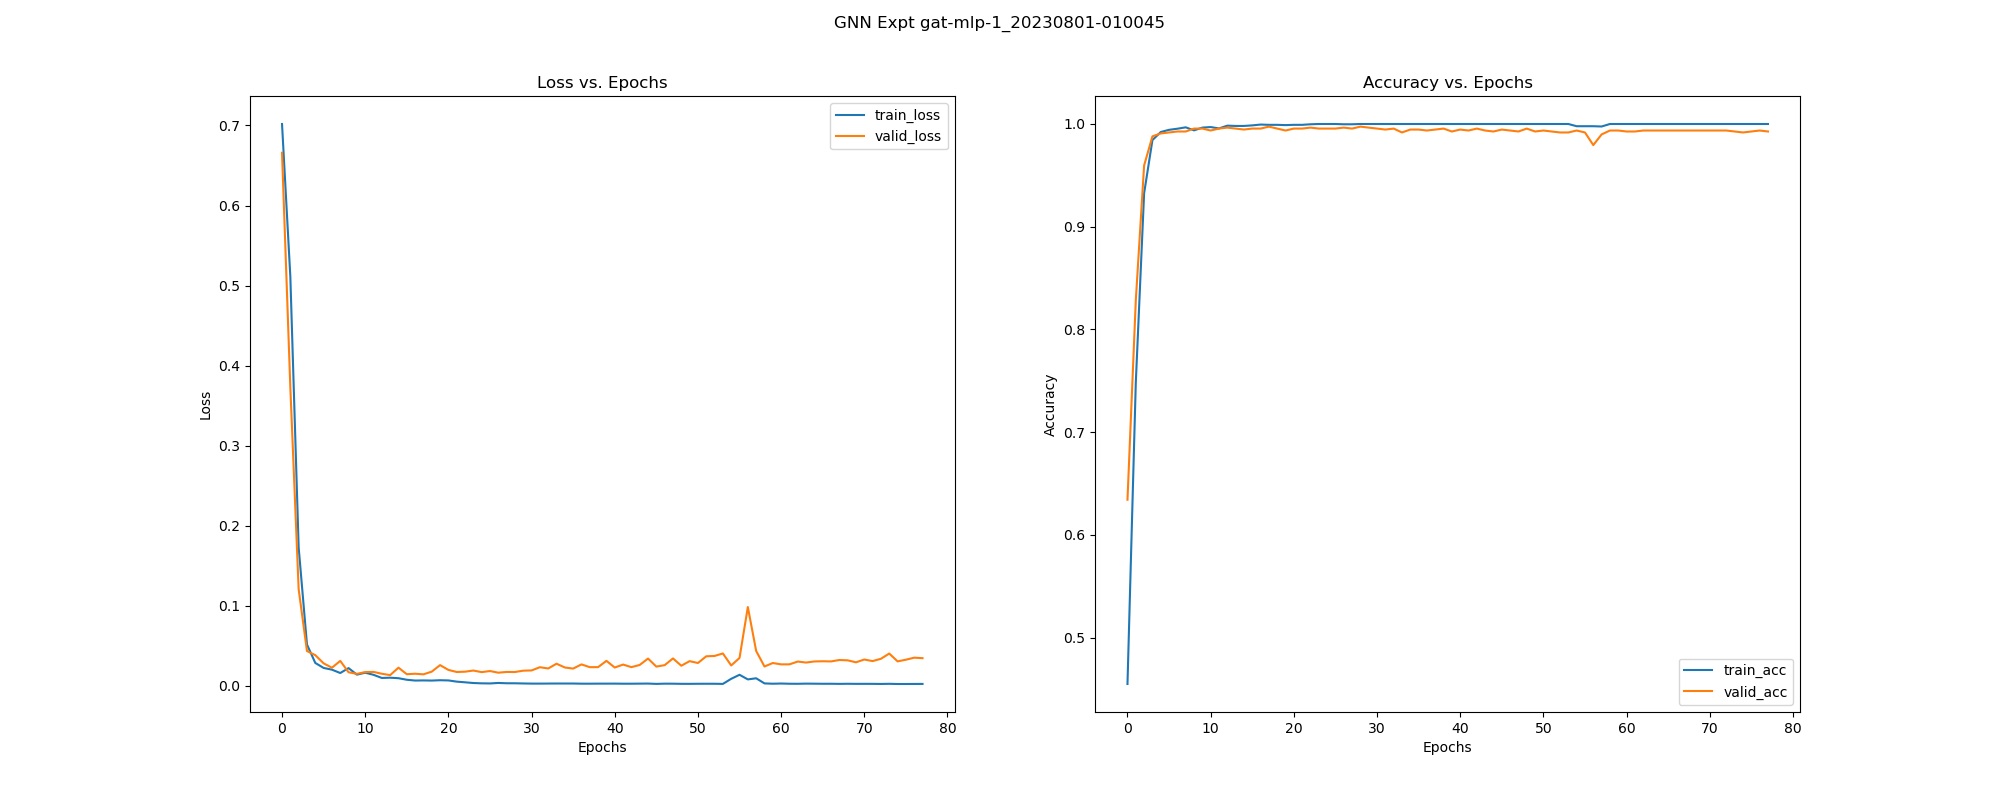 GNN Expt gat-mlp-1_20230801-010045
Loss vs. Epochs
train_loss
valid_loss
0.7
0.6
0.5
0.4
0.3
0.2
0.1
0.0
Loss
0 10 20 30 40 50 60 70 80
Epochs
Accuracy vs. Epochs
1.0
0.9
0.8
0.7
0.6
0.5
Accuracy
train_acc
valid_acc
0 10 20 30 40 50 60 70 80
Epochs